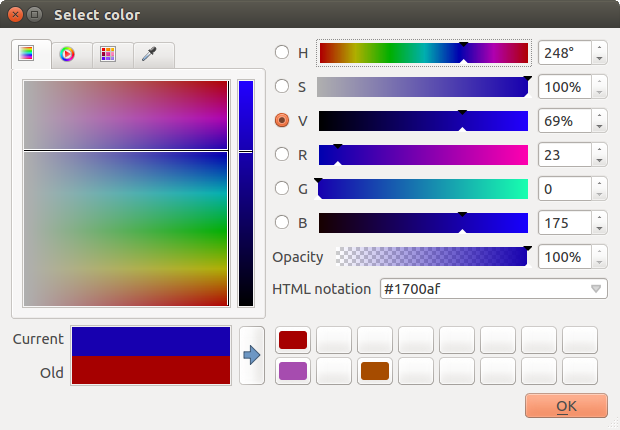 Select color
H 248°
S 100%
V 69%
R 23
G 0
B 175
Opacity 100%
HTML notation #1700af
Current
Old
OK